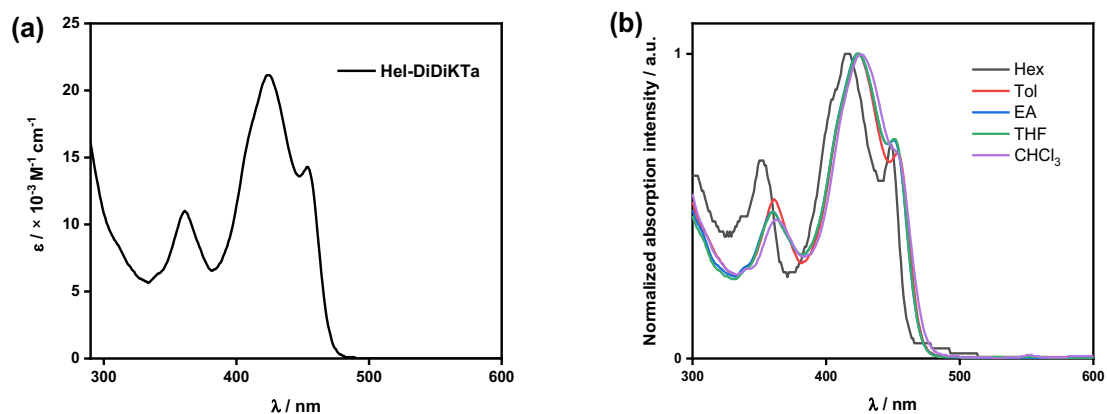 (a)
ε / × 10⁻³ M⁻¹ cm⁻¹
25
20
15
10
5
0
Hel-DiDiKTa
300 400 500 600
λ / nm
(b)
Normalized absorption intensity / a.u.
1
0
Hex
Tol
EA
THF
CHCl₃
300 400 500 600
λ / nm